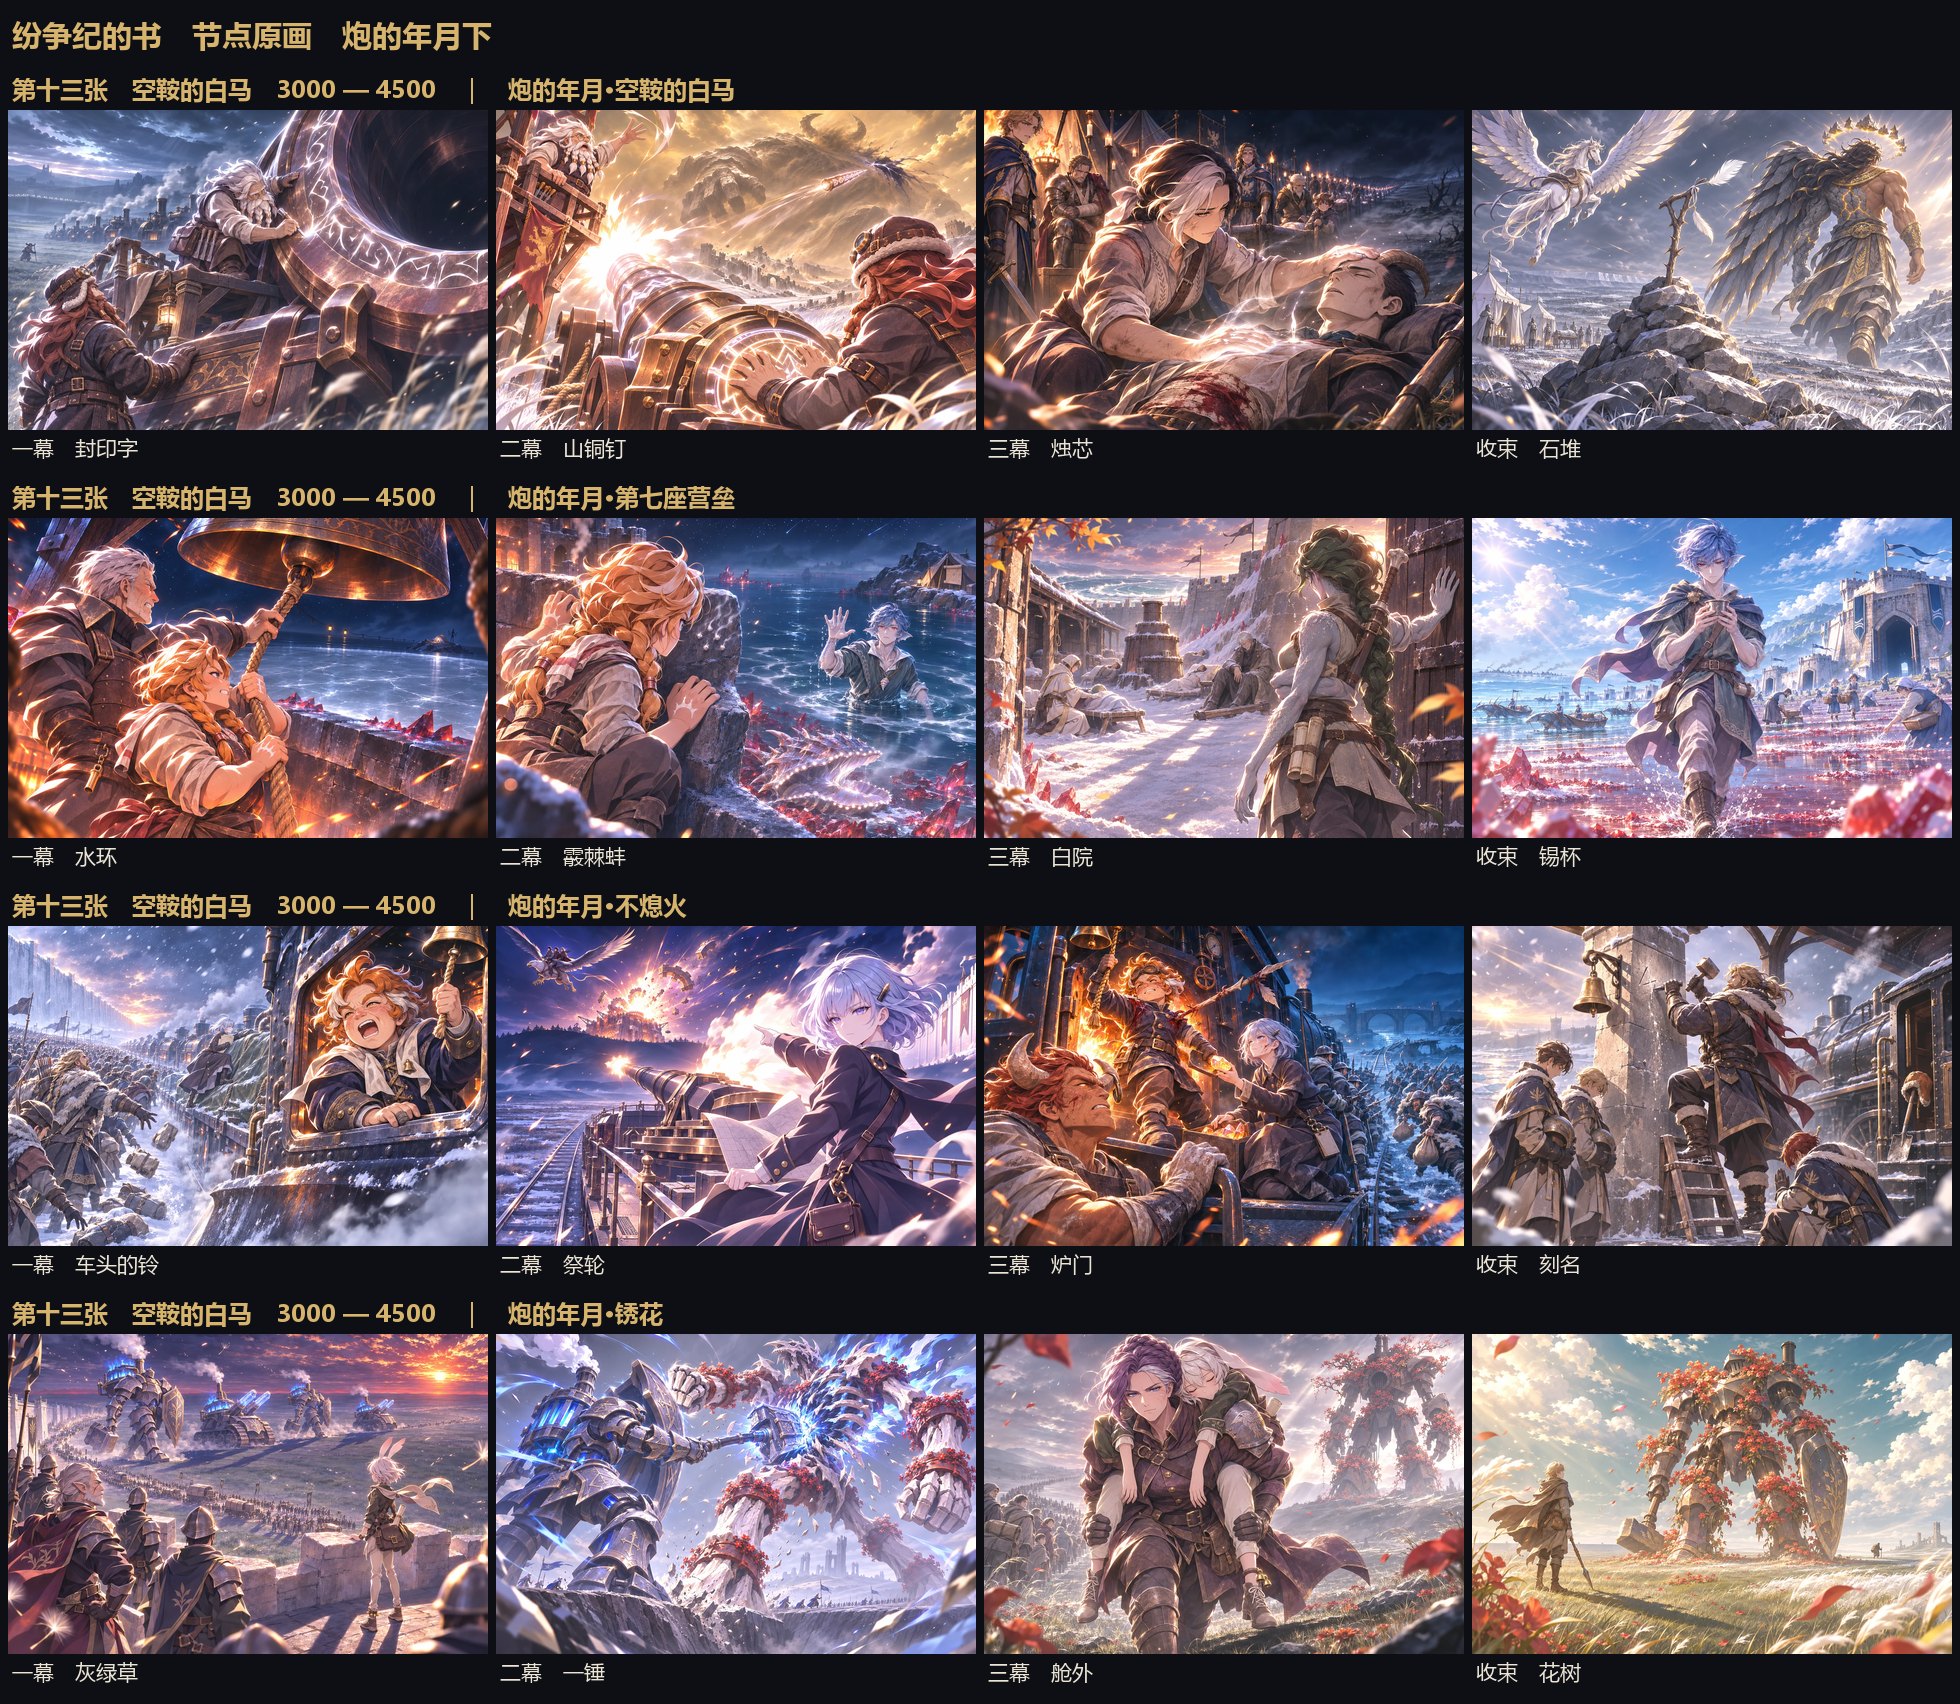 纷争纪的书　节点原画　炮的年月下
第十三张　空鞍的白马　3000 — 4500　｜　炮的年月·空鞍的白马
一幕　封印字
二幕　山铜钉
三幕　烛芯
收束　石堆
第十三张　空鞍的白马　3000 — 4500　｜　炮的年月·第七座营垒
一幕　水环
二幕　霰棘蚌
三幕　白院
收束　锡杯
第十三张　空鞍的白马　3000 — 4500　｜　炮的年月·不熄火
一幕　车头的铃
二幕　祭轮
三幕　炉门
收束　刻名
第十三张　空鞍的白马　3000 — 4500　｜　炮的年月·锈花
一幕　灰绿草
二幕　一锤
三幕　舱外
收束　花树